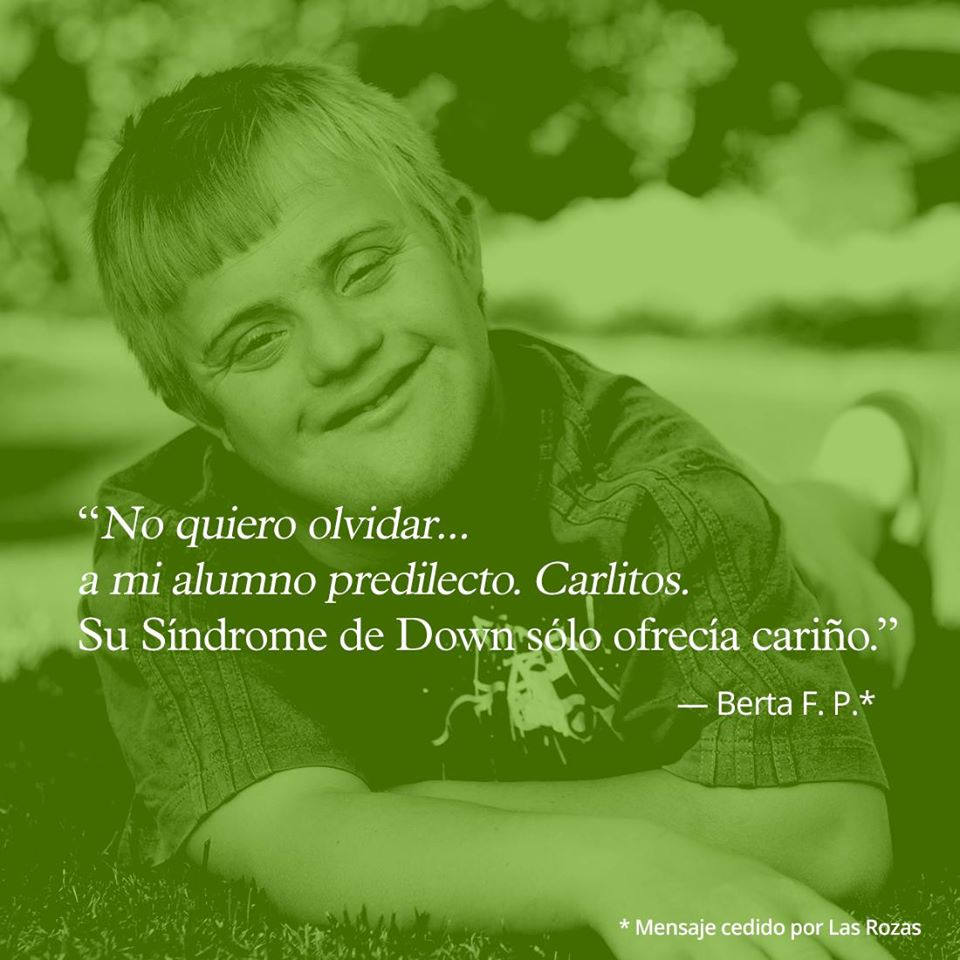 “No quiero olvidar...
a mi alumno predilecto. Carlitos.
Su Síndrome de Down sólo ofrecía cariño.”
— Berta F. P.*
* Mensaje cedido por Las Rozas